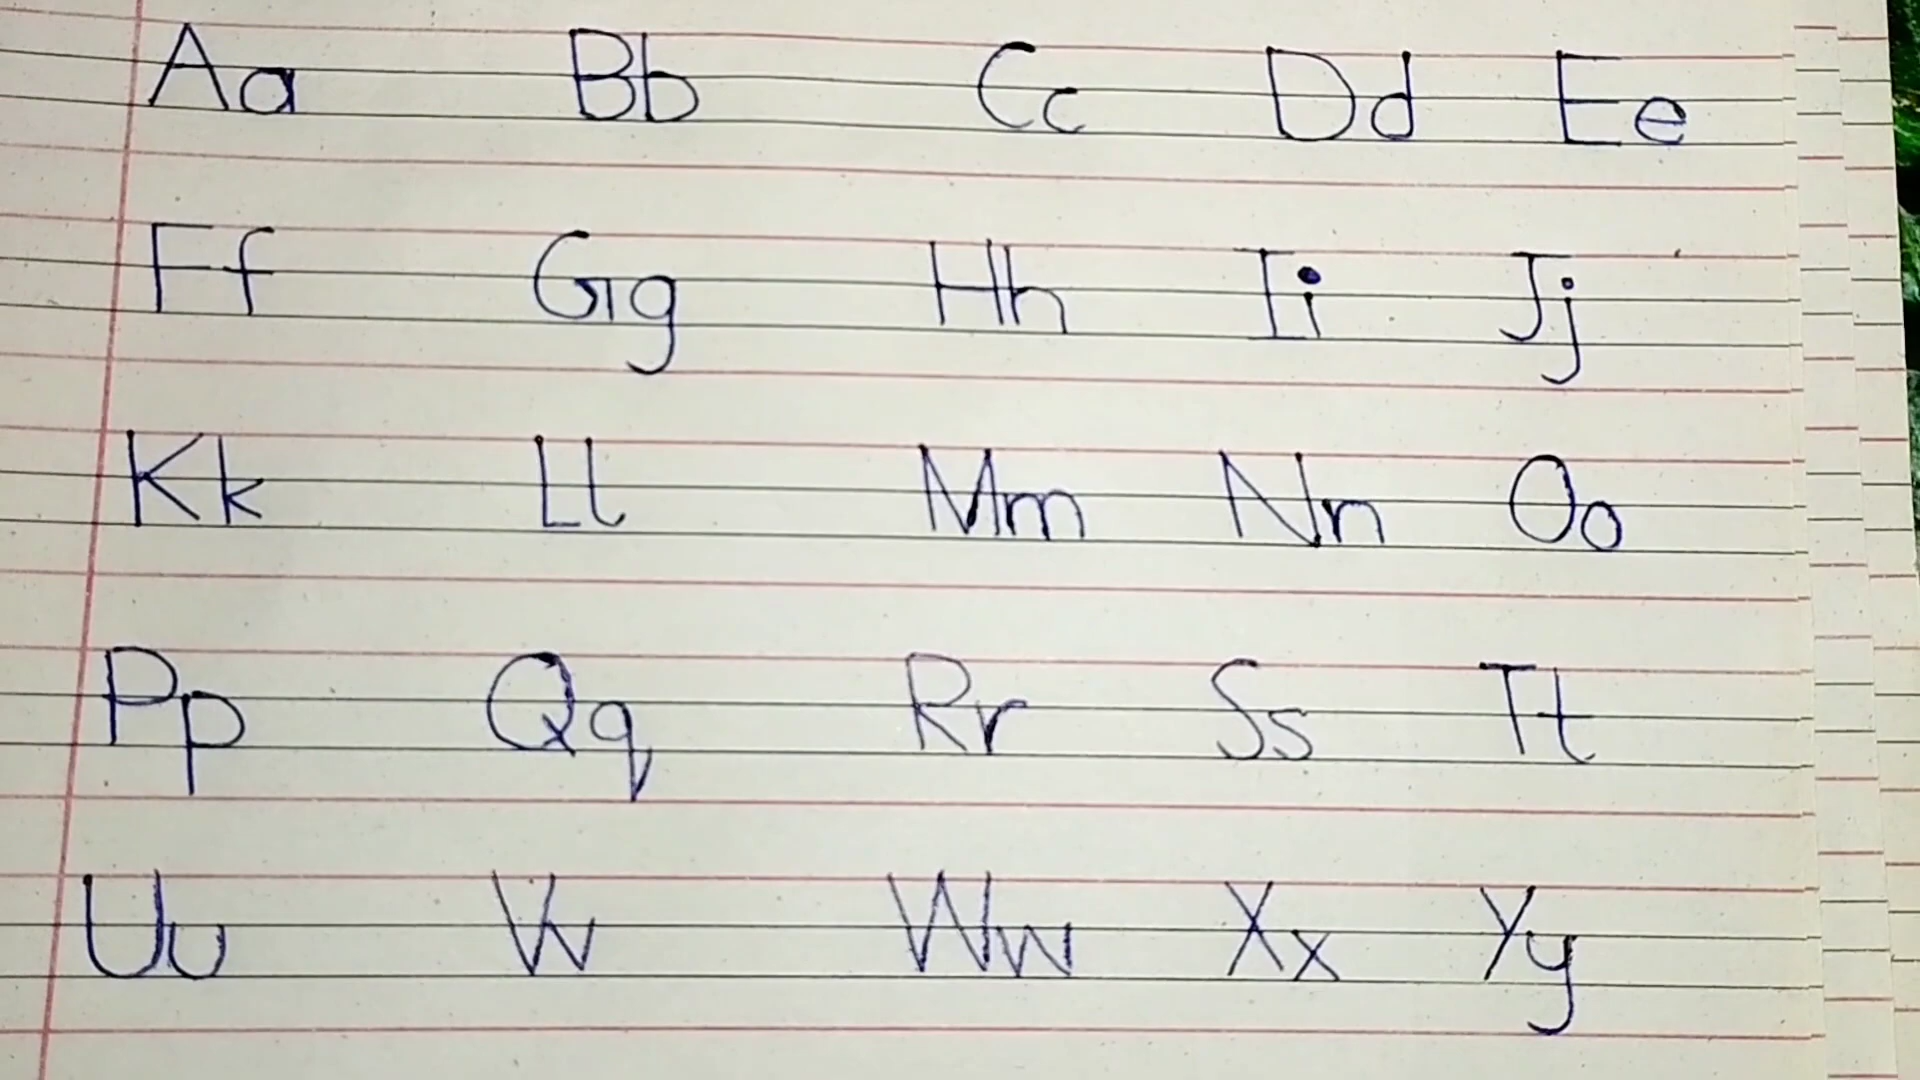 Aa Bb Cc Dd Ee
Ff Gg Hh Ii Jj
Kk Ll Mm Nn Oo
Pp Qq Rr Ss Tt
Uu Vv Ww Xx Yy